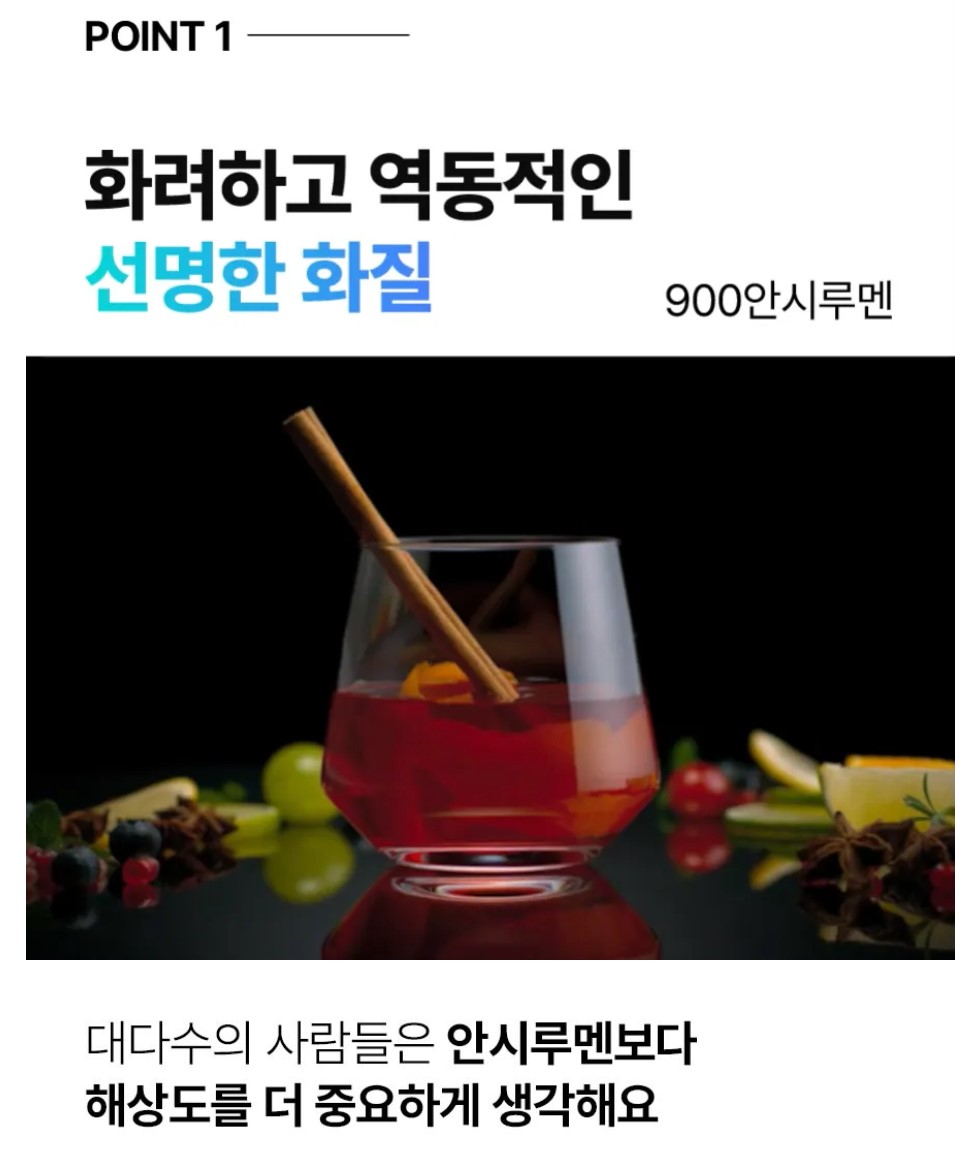 POINT 1
화려하고 역동적인
선명한 화질
900안시루멘
대다수의 사람들은 안시루멘보다
해상도를 더 중요하게 생각해요